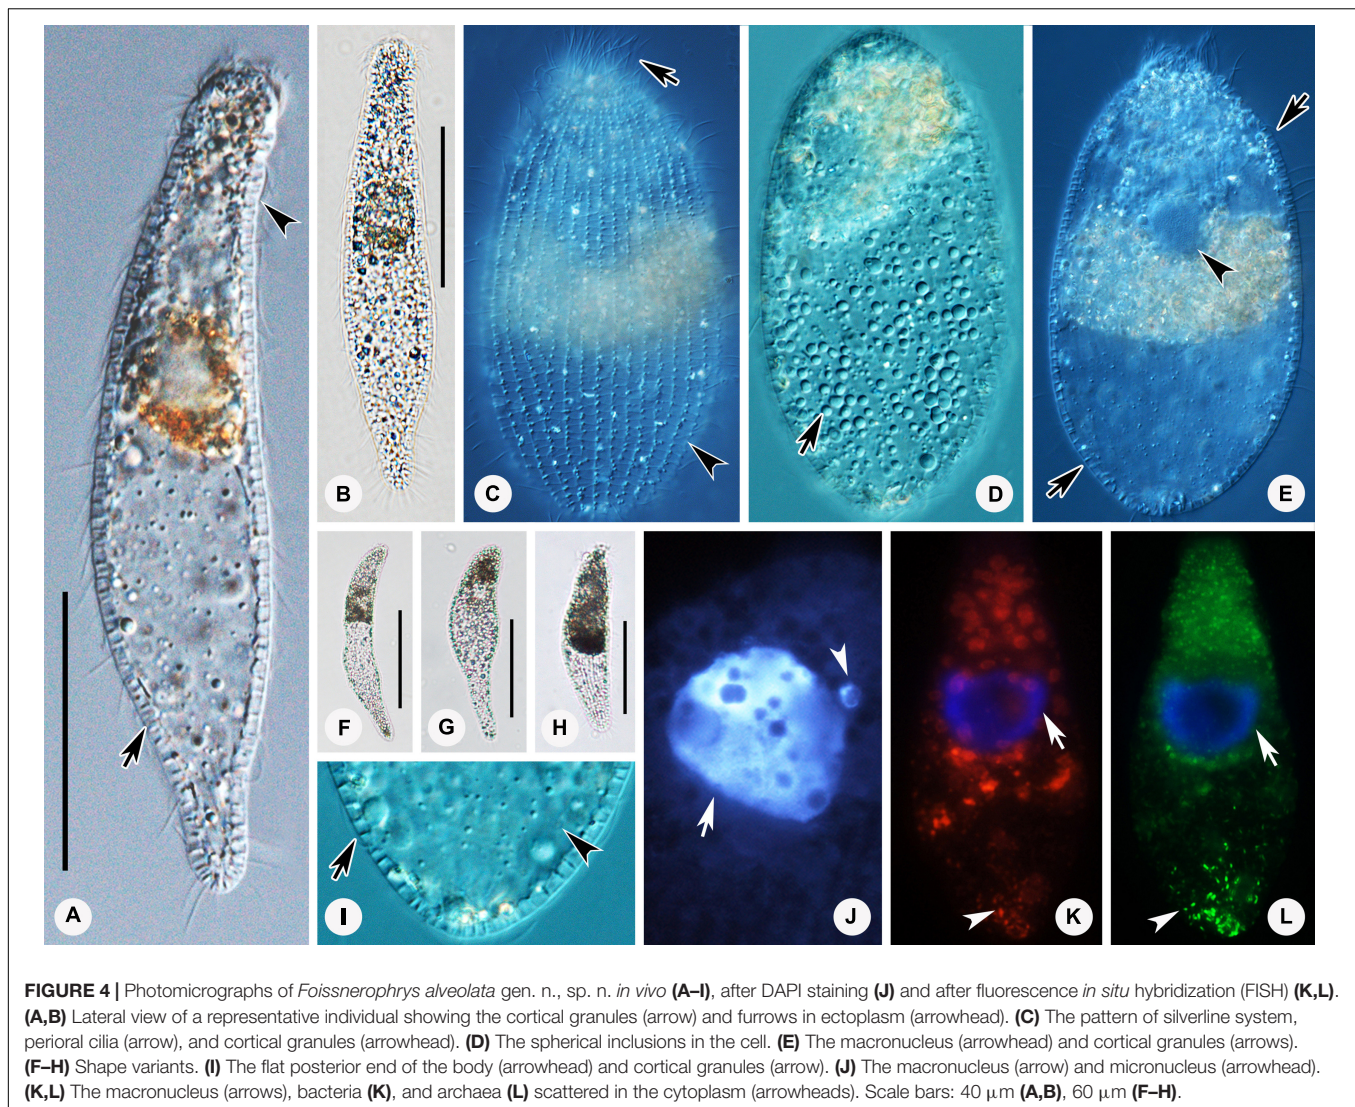 A
B
C
D
E
F
G
H
I
J
K
L
FIGURE 4 | Photomicrographs of Foissnerophrys alveolata gen. n., sp. n. in vivo (A–I), after DAPI staining (J) and after fluorescence in situ hybridization (FISH) (K,L).
(A,B) Lateral view of a representative individual showing the cortical granules (arrow) and furrows in ectoplasm (arrowhead). (C) The pattern of silverline system,
perioral cilia (arrow), and cortical granules (arrowhead). (D) The spherical inclusions in the cell. (E) The macronucleus (arrowhead) and cortical granules (arrows).
(F–H) Shape variants. (I) The flat posterior end of the body (arrowhead) and cortical granules (arrow). (J) The macronucleus (arrow) and micronucleus (arrowhead).
(K,L) The macronucleus (arrows), bacteria (K), and archaea (L) scattered in the cytoplasm (arrowheads). Scale bars: 40 μm (A,B), 60 μm (F–H).